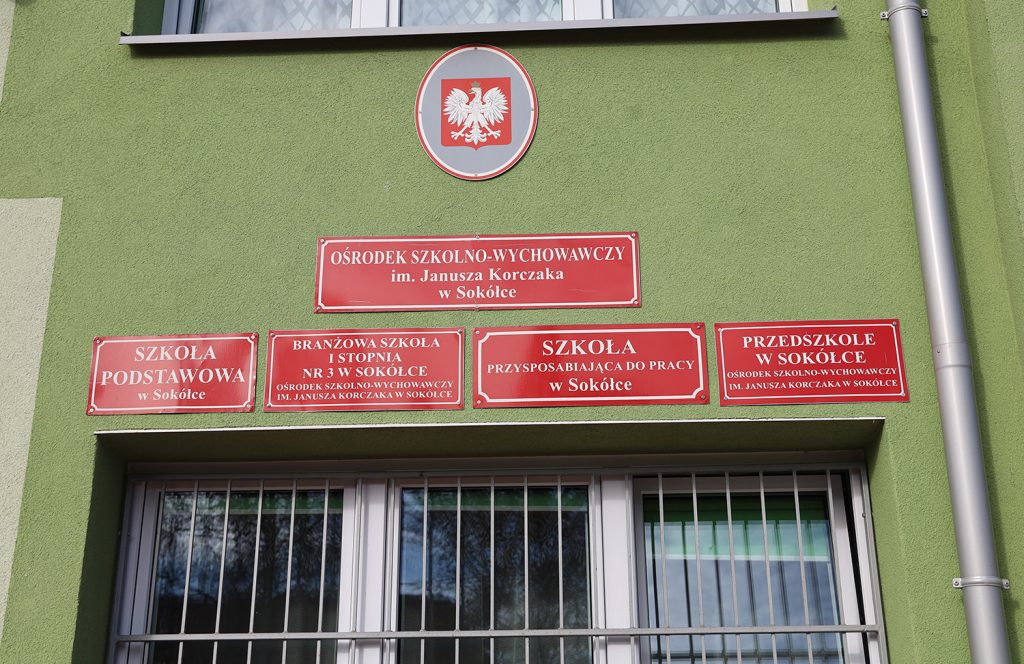 OŚRODEK SZKOLNO-WYCHOWAWCZY
im. Janusza Korczaka
w Sokółce
SZKOŁA
PODSTAWOWA
w Sokółce
BRANŻOWA SZKOŁA
I STOPNIA
NR 3 W SOKÓŁCE
OŚRODEK SZKOLNO-WYCHOWAWCZY
IM. JANUSZA KORCZAKA W SOKÓŁCE
SZKOŁA
PRZYSPOSABIAJĄCA DO PRACY
w Sokółce
PRZEDSZKOLE
W SOKÓŁCE
OŚRODEK SZKOLNO-WYCHOWAWCZY
IM. JANUSZA KORCZAKA W SOKÓŁCE